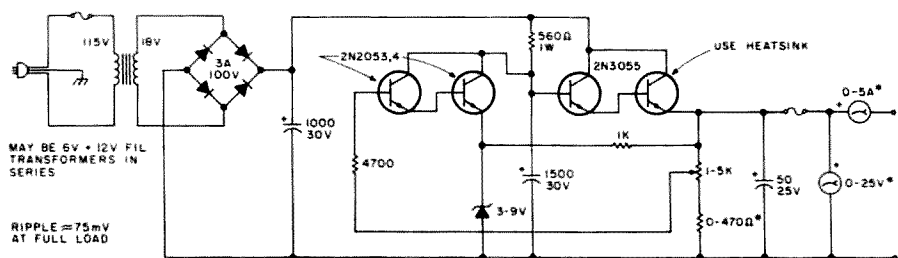 115V
18V
3A
100V
MAY BE 6V + 12V FIL
TRANSFORMERS IN
SERIES
RIPPLE ≈ 75mV
AT FULL LOAD
+
1000
30V
2N2053,4
4700
3-9V
560Ω
1W
+
1500
30V
2N3055
USE HEATSINK
1K
1-5K
0-470Ω*
+
50
25V
+
0-5A*
+
0-25V*